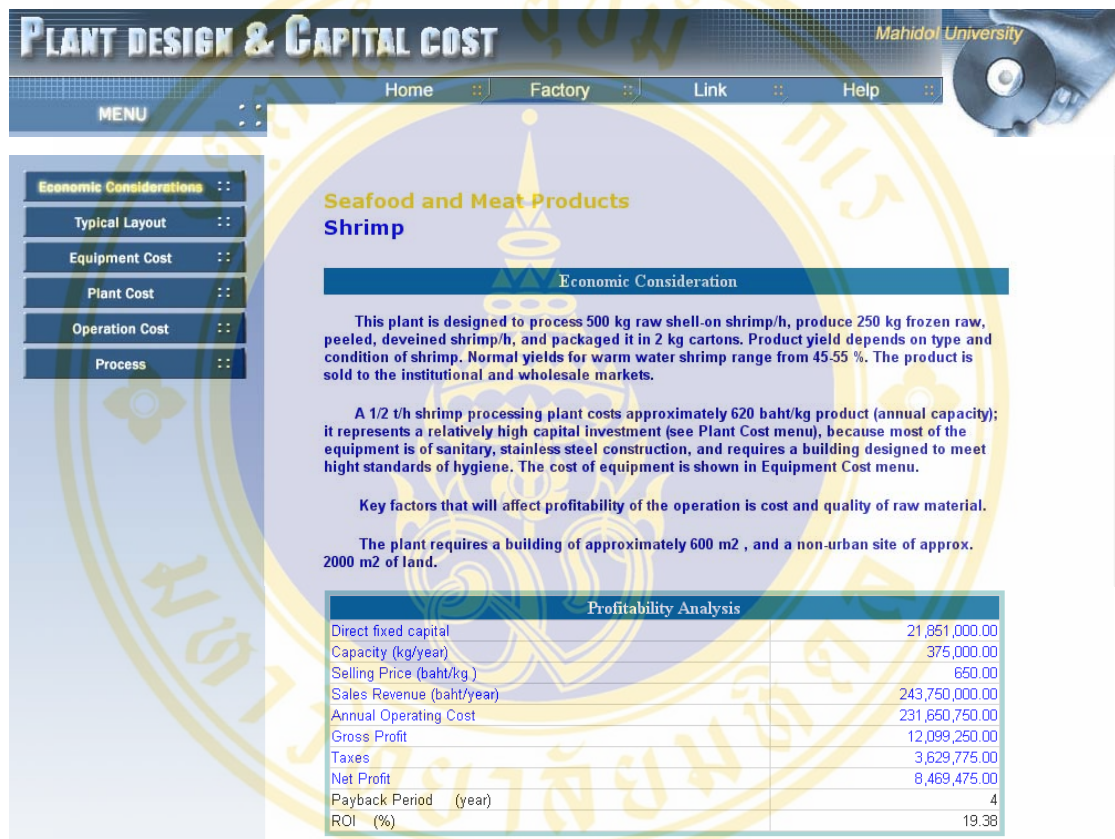 PLANT DESIGN & CAPITAL COST
Mahidol University
Home :: Factory :: Link :: Help ::
MENU ::
Economic Considerations ::
Typical Layout ::
Equipment Cost ::
Plant Cost ::
Operation Cost ::
Process ::
Seafood and Meat Products
Shrimp
Economic Consideration
This plant is designed to process 500 kg raw shell-on shrimp/h, produce 250 kg frozen raw,
peeled, deveined shrimp/h, and packaged it in 2 kg cartons. Product yield depends on type and
condition of shrimp. Normal yields for warm water shrimp range from 45-55 %. The product is
sold to the institutional and wholesale markets.
A 1/2 t/h shrimp processing plant costs approximately 620 baht/kg product (annual capacity);
it represents a relatively high capital investment (see Plant Cost menu), because most of the
equipment is of sanitary, stainless steel construction, and requires a building designed to meet
hight standards of hygiene. The cost of equipment is shown in Equipment Cost menu.
Key factors that will affect profitability of the operation is cost and quality of raw material.
The plant requires a building of approximately 600 m2 , and a non-urban site of approx.
2000 m2 of land.
Profitability Analysis
Direct fixed capital 21,851,000.00
Capacity (kg/year) 375,000.00
Selling Price (baht/kg.) 650.00
Sales Revenue (baht/year) 243,750,000.00
Annual Operating Cost 231,650,750.00
Gross Profit 12,099,250.00
Taxes 3,629,775.00
Net Profit 8,469,475.00
Payback Period (year) 4
ROI (%) 19.38